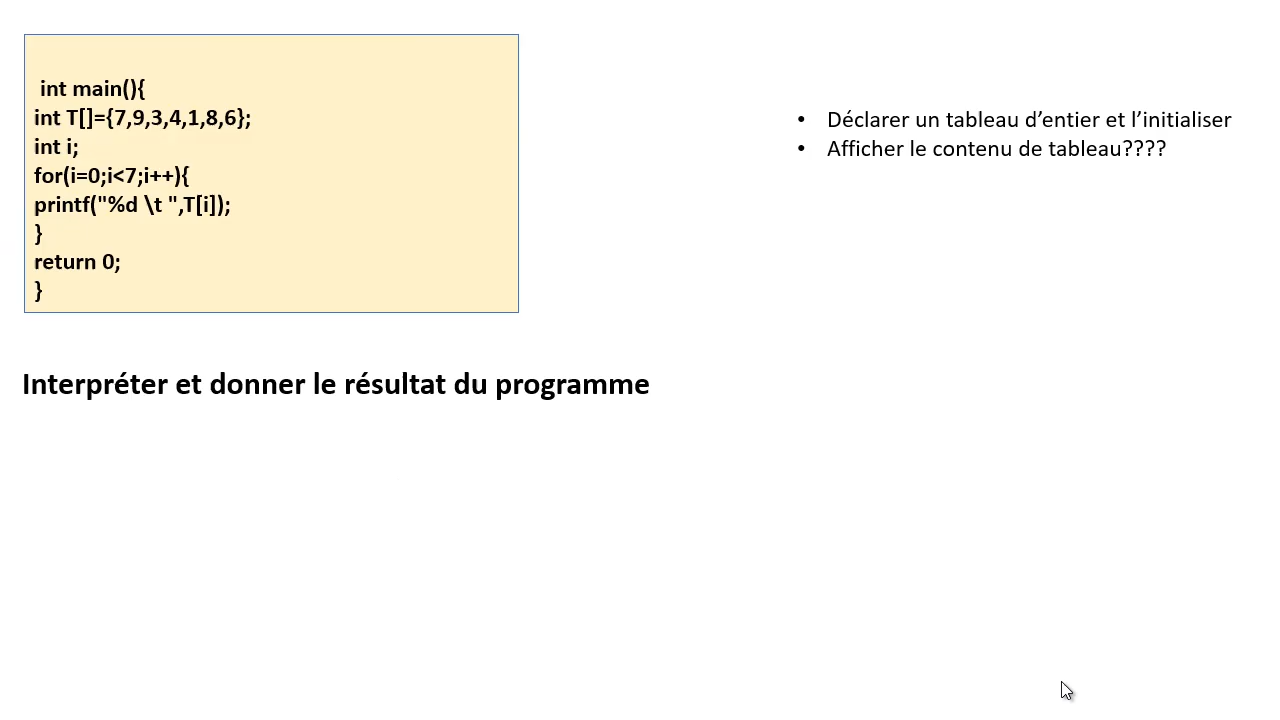 int main(){
int T[]={7,9,3,4,1,8,6};
int i;
for(i=0;i<7;i++){
printf("%d \t ",T[i]);
}
return 0;
}
• Déclarer un tableau d’entier et l’initialiser
• Afficher le contenu de tableau????
Interpréter et donner le résultat du programme